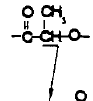 O CH₃
- C - CH - O -
O